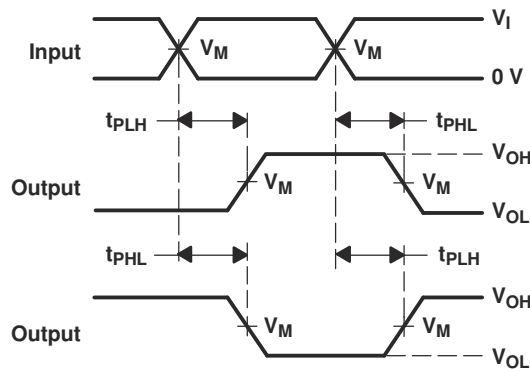 V_I
Input V_M V_M
0 V
t_PLH t_PHL
V_OH
Output V_M V_M
V_OL
t_PHL t_PLH
V_OH
Output V_M V_M
V_OL